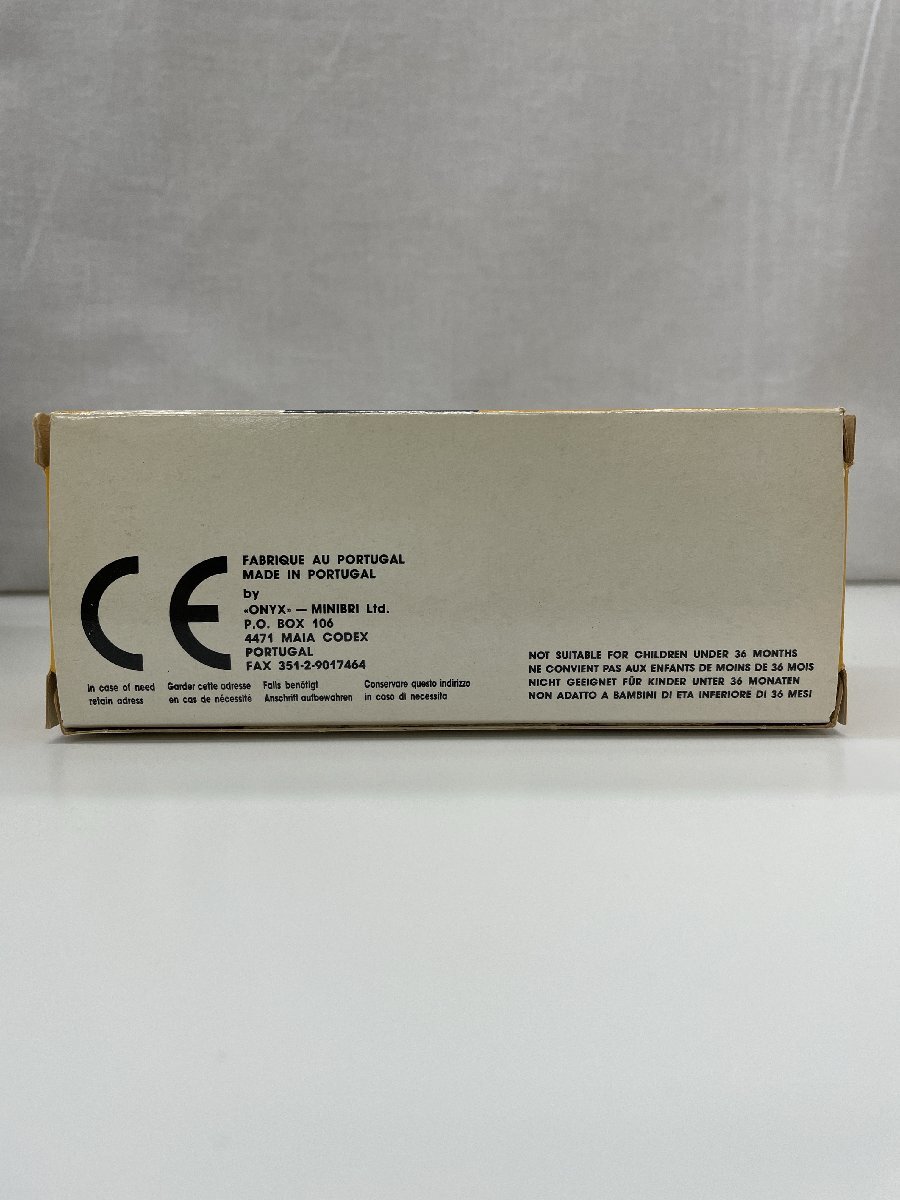 CE
FABRIQUE AU PORTUGAL
MADE IN PORTUGAL
by
«ONYX» — MINIBRI Ltd.
P.O. BOX 106
4471 MAIA CODEX
PORTUGAL
FAX 351-2-9017464
in case of need
retain adress
Garder cette adresse
en cas de nécessité
Falls benötigt
Anschrift aufbewahren
Conservare questo indirizzo
in caso di necessita
NOT SUITABLE FOR CHILDREN UNDER 36 MONTHS
NE CONVIENT PAS AUX ENFANTS DE MOINS DE 36 MOIS
NICHT GEEIGNET FÜR KINDER UNTER 36 MONATEN
NON ADATTO A BAMBINI DI ETA INFERIORE DI 36 MESI